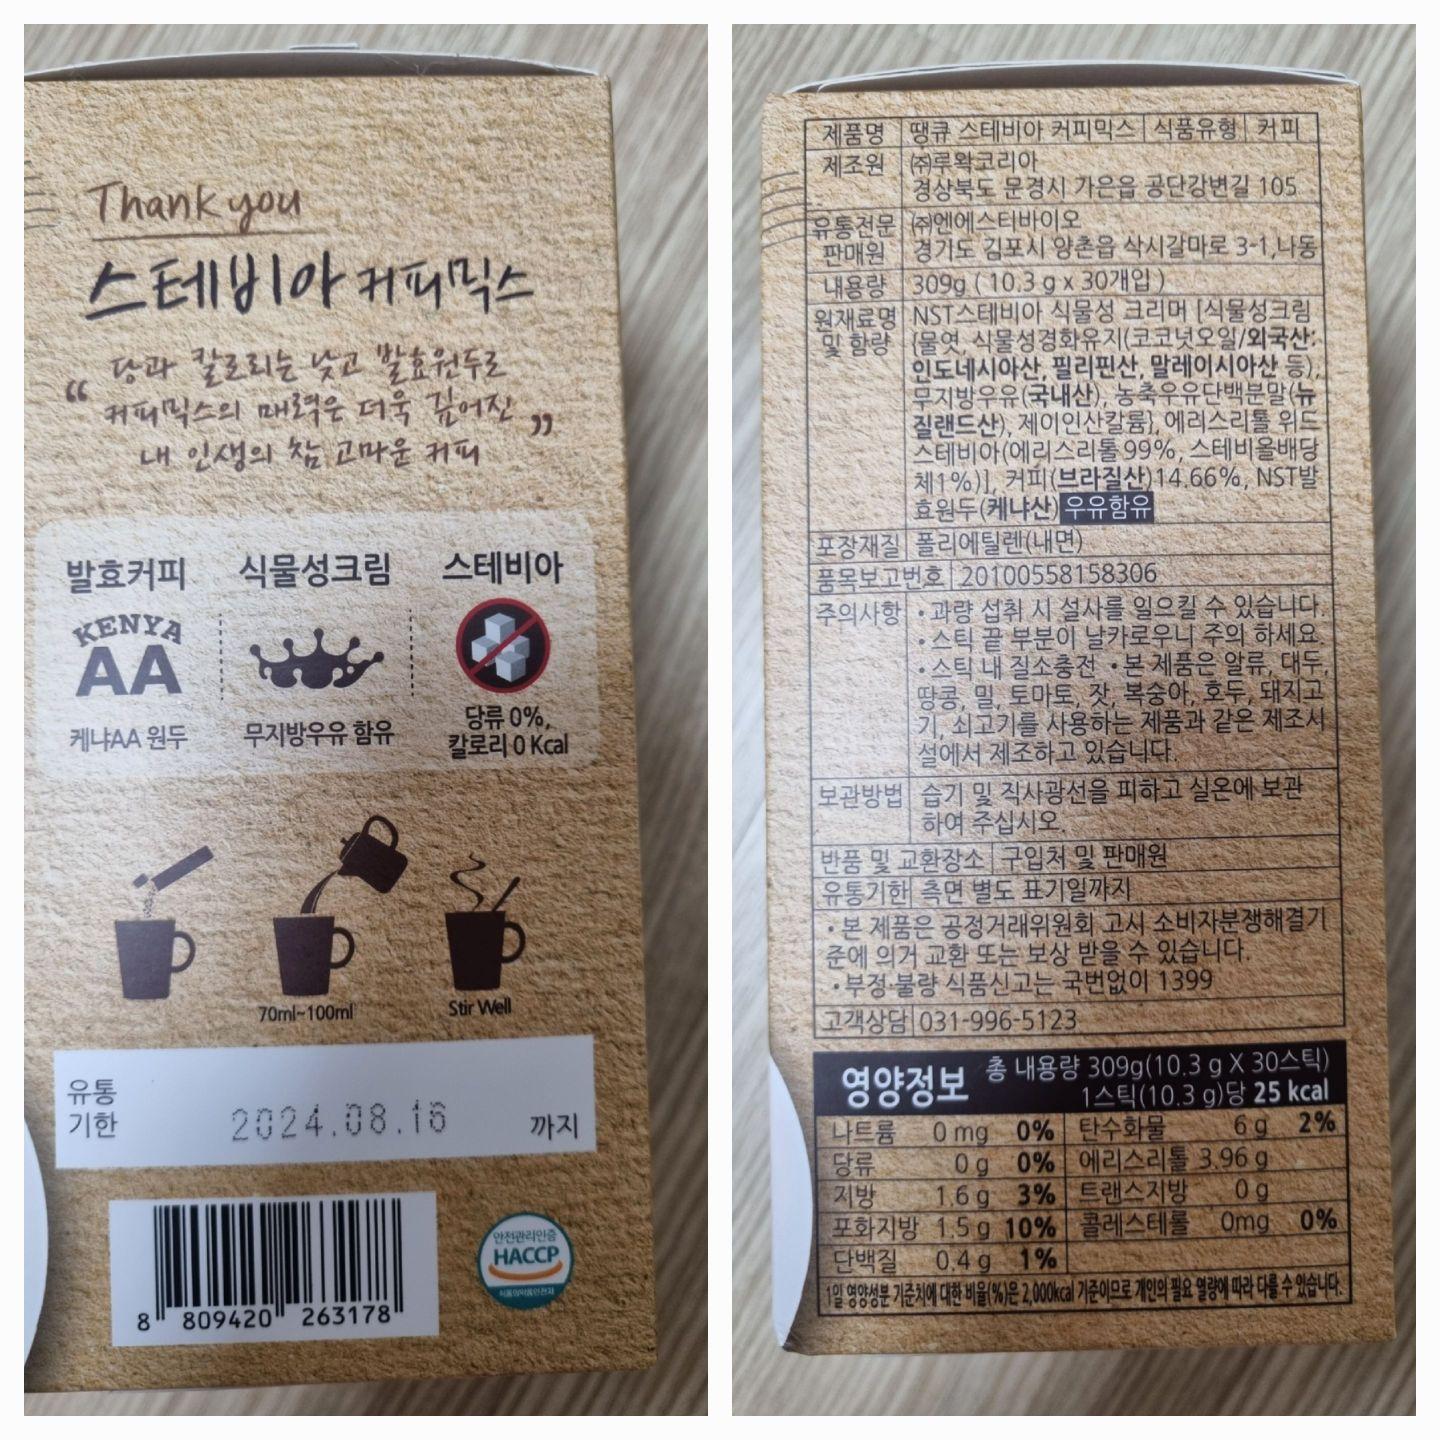 Thank you
스테비아 커피믹스
“ 당과 칼로리는 낮고 발효원두로
커피믹스의 매력은 더욱 깊어진 ”
내 인생의 참 고마운 커피
발효커피 식물성크림 스테비아
KENYA
AA
케냐AA 원두 무지방우유 함유 당류 0%,
칼로리 0 Kcal
70ml~100ml Stir Well
유통
기한 2024.08.16 까지
8 809420 263178
안전관리인증
HACCP
식품의약품안전처
제품명 땡큐 스테비아 커피믹스 식품유형 커피
제조원 ㈜루왁코리아
경상북도 문경시 가은읍 공단강변길 105
유통전문 ㈜엔에스티바이오
판매원 경기도 김포시 양촌읍 삭시갈마로 3-1,나동
내용량 309g ( 10.3 g x 30개입 )
원재료명 NST스테비아 식물성 크리머 [식물성크림
및 함량 {물엿, 식물성경화유지(코코넛오일/외국산:
인도네시아산, 필리핀산, 말레이시아산 등),
무지방우유(국내산), 농축우유단백분말(뉴
질랜드산), 제이인산칼륨}, 에러스리톨 위드
스테비아(에리스리톨 99%, 스테비올배당
체1%)], 커피(브라질산)14.66%, NST발
효원두(케냐산) 우유함유
포장재질 폴리에틸렌(내면)
품목보고번호 20100558158306
주의사항 • 과량 섭취 시 설사를 일으킬 수 있습니다.
• 스틱 끝 부분이 날카로우니 주의 하세요.
• 스틱 내 질소충전 • 본 제품은 알류, 대두,
땅콩, 밀, 토마토, 잣, 복숭아, 호두, 돼지고
기, 쇠고기를 사용하는 제품과 같은 제조시
설에서 제조하고 있습니다.
보관방법 습기 및 직사광선을 피하고 실온에 보관
하여 주십시오.
반품 및 교환장소 구입처 및 판매원
유통기한 측면 별도 표기일까지
• 본 제품은 공정거래위원회 고시 소비자분쟁해결기
준에 의거 교환 또는 보상 받을 수 있습니다.
• 부정·불량 식품신고는 국번없이 1399
고객상담 031-996-5123
영양정보 총 내용량 309g(10.3 g X 30스틱)
1스틱(10.3 g)당 25 kcal
나트륨 0 mg 0% 탄수화물 6 g 2%
당류 0 g 0% 에리스리톨 3.96 g
지방 1.6 g 3% 트랜스지방 0 g
포화지방 1.5 g 10% 콜레스테롤 0mg 0%
단백질 0.4 g 1%
1일 영양성분 기준치에 대한 비율(%)은 2,000kcal 기준이므로 개인의 필요 열량에 따라 다를 수 있습니다.